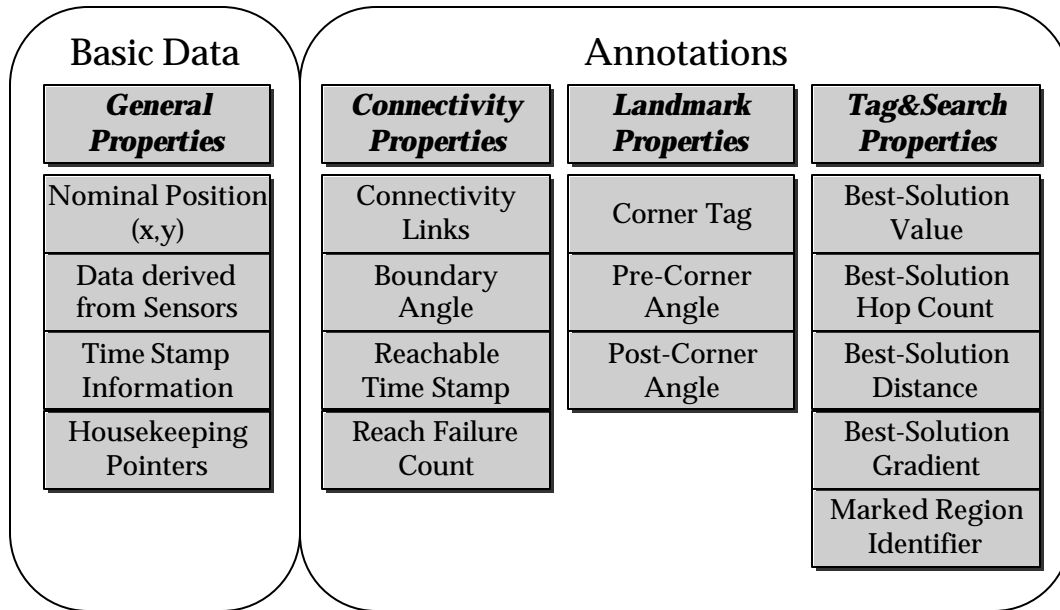 Basic Data
General
Properties
Nominal Position
(x,y)
Data derived
from Sensors
Time Stamp
Information
Housekeeping
Pointers
Annotations
Connectivity
Properties
Connectivity
Links
Boundary
Angle
Reachable
Time Stamp
Reach Failure
Count
Landmark
Properties
Corner Tag
Pre-Corner
Angle
Post-Corner
Angle
Tag&Search
Properties
Best-Solution
Value
Best-Solution
Hop Count
Best-Solution
Distance
Best-Solution
Gradient
Marked Region
Identifier